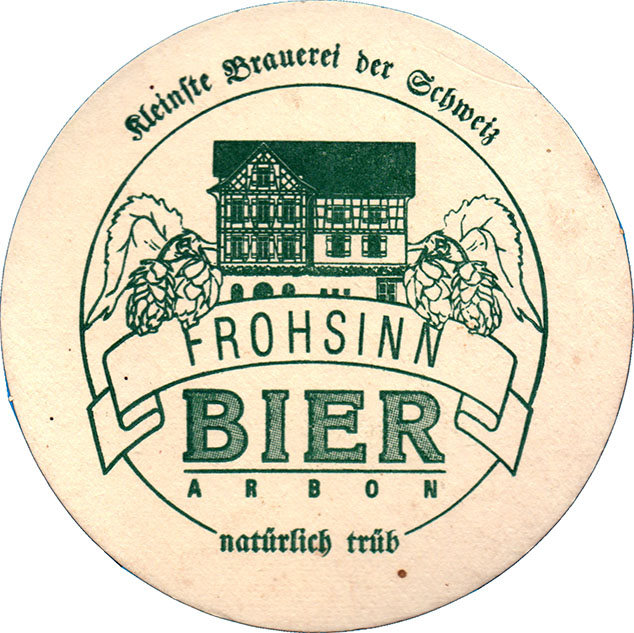 Kleinste Brauerei der Schweiz
FROHSINN
BIER
ARBON
natürlich trüb